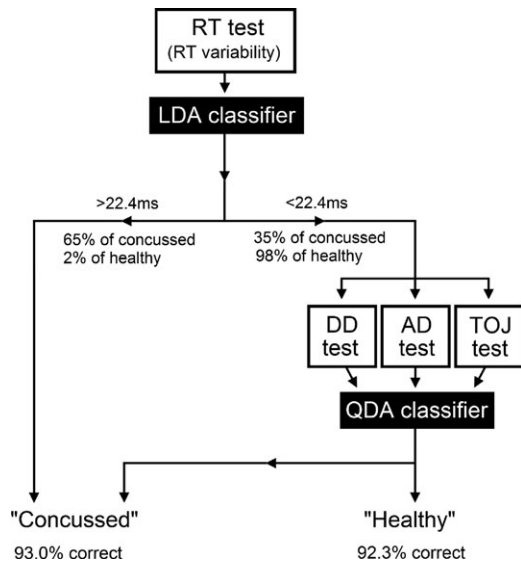 RT test
(RT variability)
LDA classifier
>22.4ms
<22.4ms
65% of concussed
2% of healthy
35% of concussed
98% of healthy
DD test
AD test
TOJ test
QDA classifier
"Concussed"
"Healthy"
93.0% correct
92.3% correct